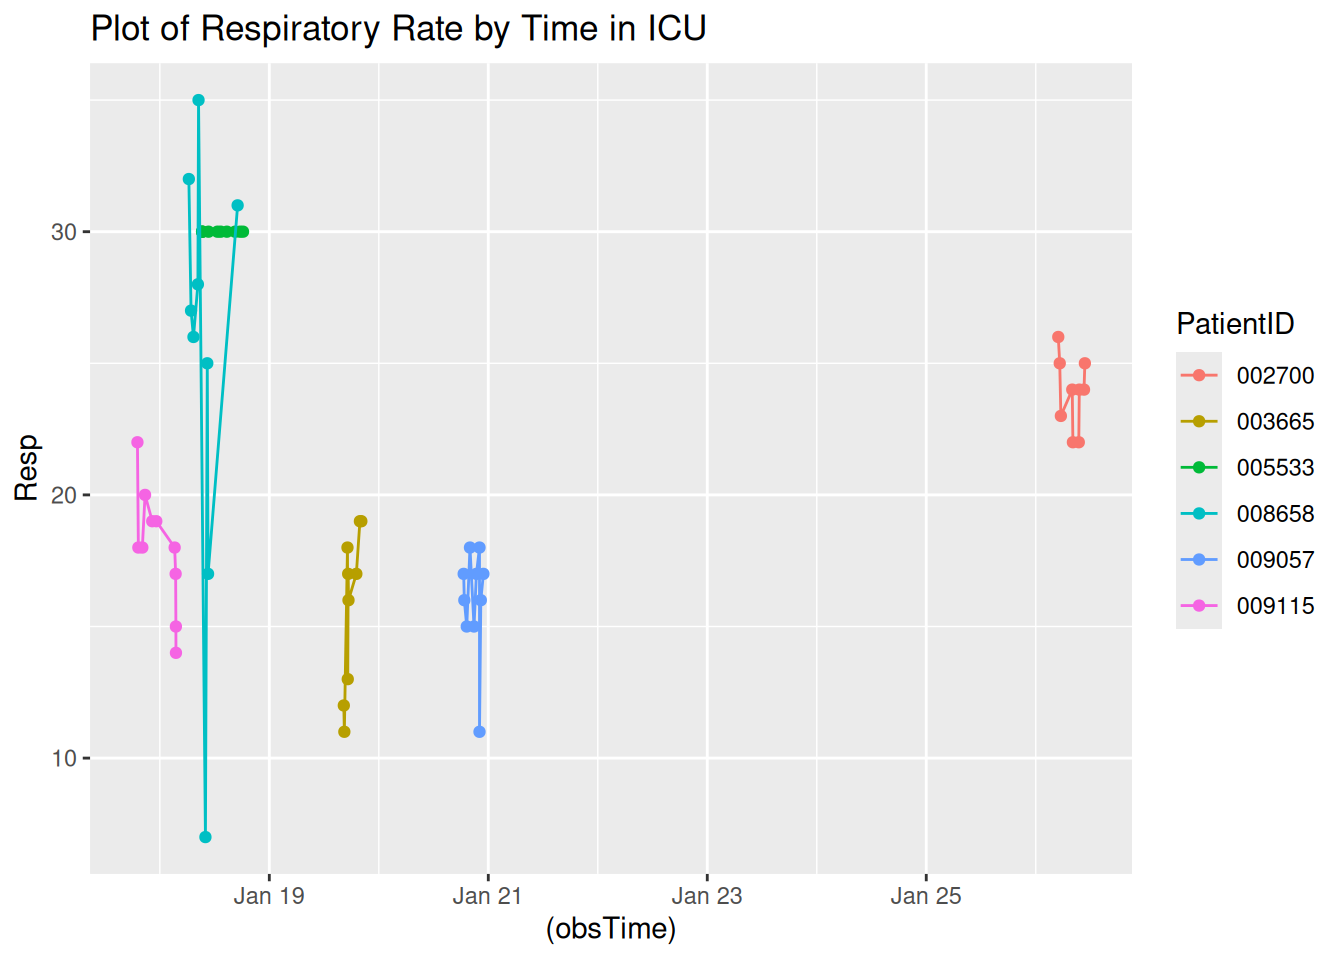 Plot of Respiratory Rate by Time in ICU
Resp
30
20
10
Jan 19
Jan 21
Jan 23
Jan 25
(obsTime)
PatientID
002700
003665
005533
008658
009057
009115